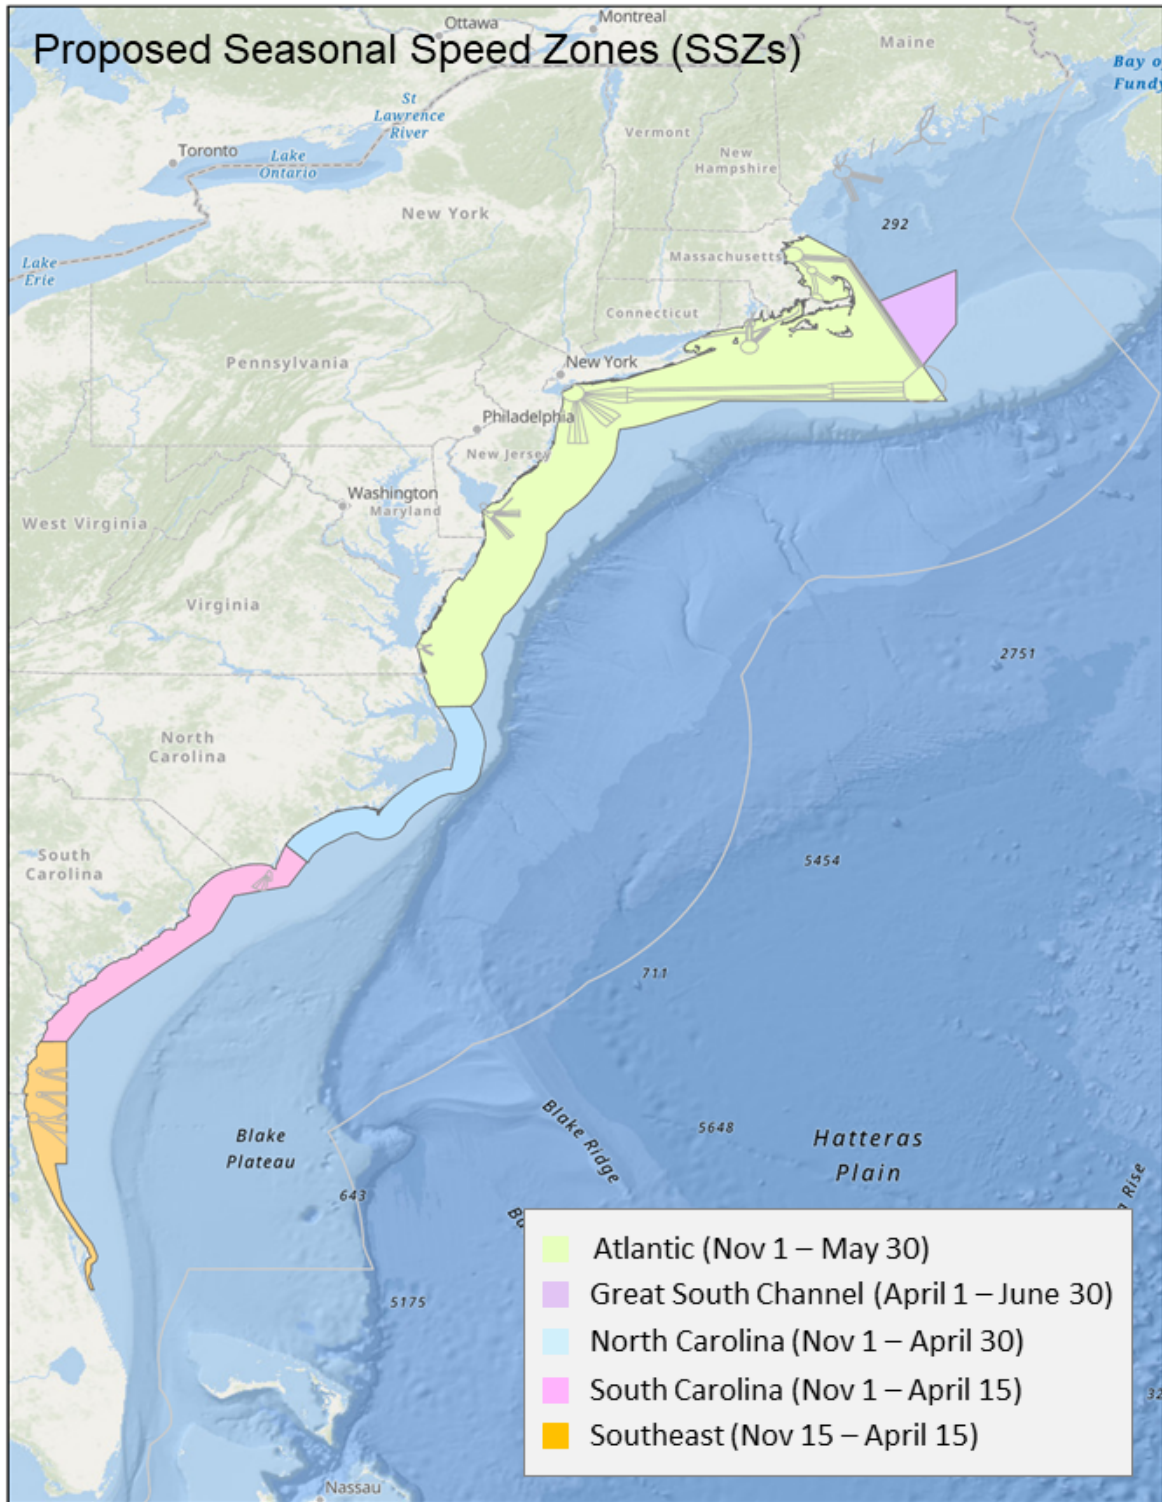 Proposed Seasonal Speed Zones (SSZs)
Ottawa
Montreal
Maine
Bay of
Fundy
St
Lawrence
River
Toronto
Lake
Ontario
Vermont
New
Hampshire
New York
292
Lake
Erie
Massachusetts
Connecticut
Pennsylvania
New York
Philadelphia
New Jersey
Washington
Maryland
West Virginia
Virginia
2751
North
Carolina
South
Carolina
5454
711
Blake
Plateau
Blake Ridge
5648
Hatteras
Plain
Rise
643
5175
Nassau
32
Atlantic (Nov 1 – May 30)
Great South Channel (April 1 – June 30)
North Carolina (Nov 1 – April 30)
South Carolina (Nov 1 – April 15)
Southeast (Nov 15 – April 15)